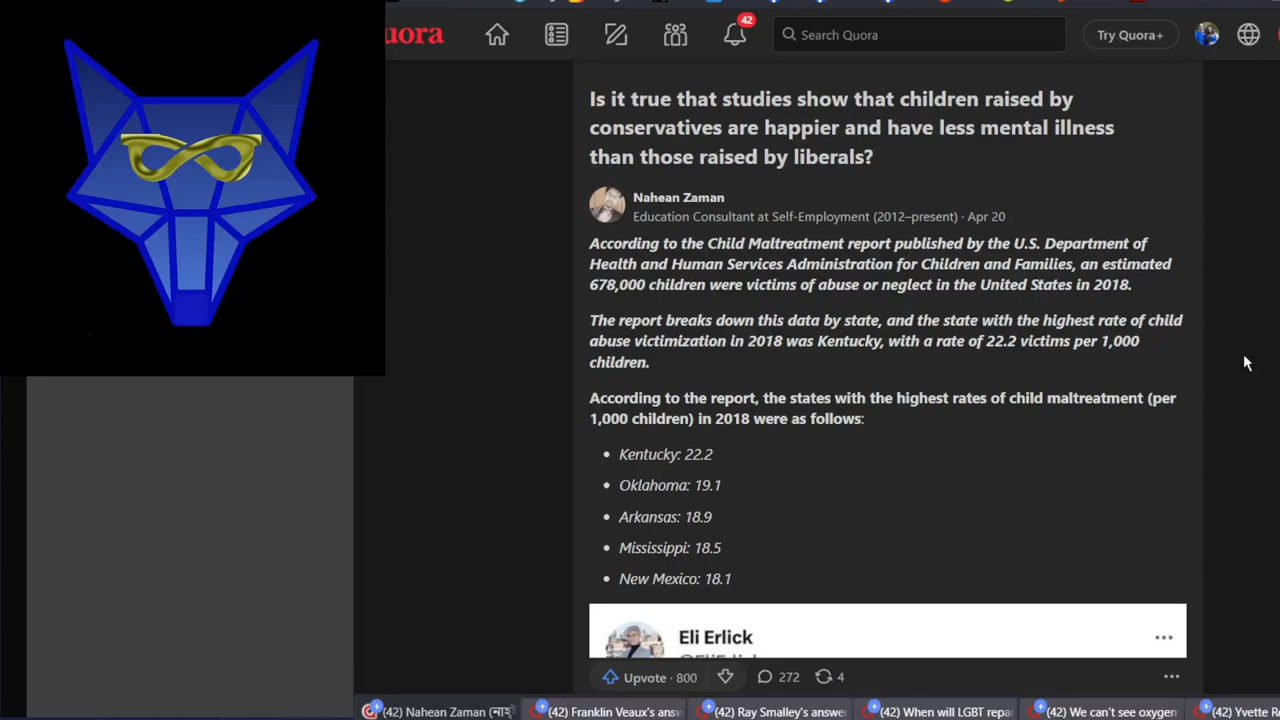 uora
42
Search Quora
Try Quora+
Is it true that studies show that children raised by
conservatives are happier and have less mental illness
than those raised by liberals?
Nahean Zaman
Education Consultant at Self-Employment (2012–present) · Apr 20
According to the Child Maltreatment report published by the U.S. Department of
Health and Human Services Administration for Children and Families, an estimated
678,000 children were victims of abuse or neglect in the United States in 2018.
The report breaks down this data by state, and the state with the highest rate of child
abuse victimization in 2018 was Kentucky, with a rate of 22.2 victims per 1,000
children.
According to the report, the states with the highest rates of child maltreatment (per
1,000 children) in 2018 were as follows:
• Kentucky: 22.2
• Oklahoma: 19.1
• Arkansas: 18.9
• Mississippi: 18.5
• New Mexico: 18.1
Eli Erlick
Upvote · 800
272
4
(42) Nahean Zaman
(42) Franklin Veaux's ansv
(42) Ray Smalley's answe
(42) When will LGBT repa
(42) We can't see oxygen
(42) Yvette R